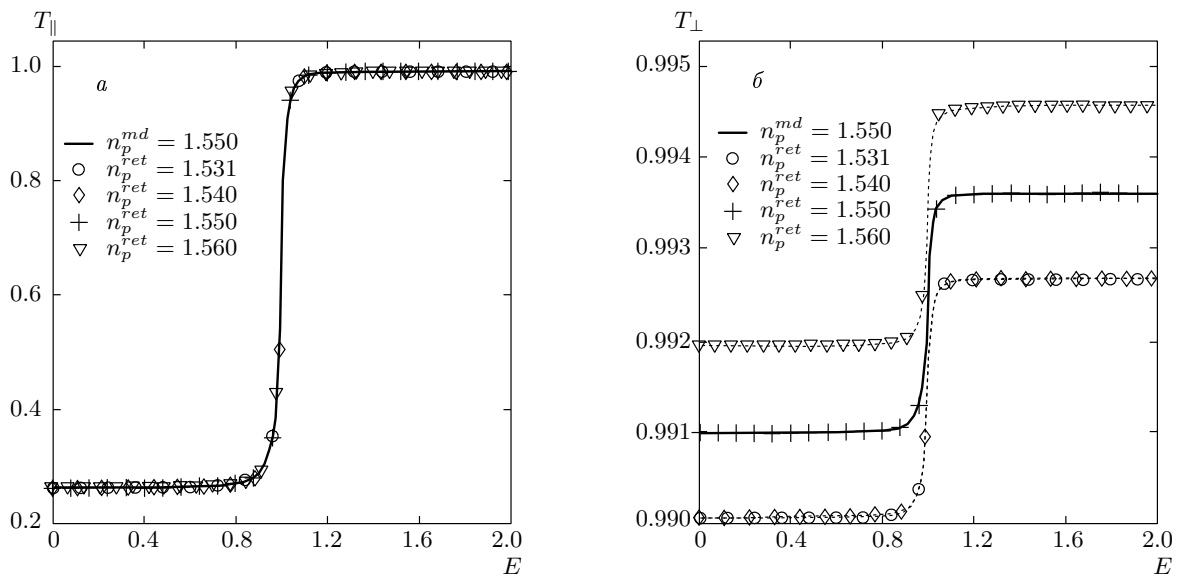 T∥
1.0
0.8
0.6
0.4
0.2
а
n_p^{md} = 1.550
n_p^{ret} = 1.531
n_p^{ret} = 1.540
n_p^{ret} = 1.550
n_p^{ret} = 1.560
0 0.4 0.8 1.2 1.6 2.0
E
T⊥
0.995
0.994
0.993
0.992
0.991
0.990
б
n_p^{md} = 1.550
n_p^{ret} = 1.531
n_p^{ret} = 1.540
n_p^{ret} = 1.550
n_p^{ret} = 1.560
0 0.4 0.8 1.2 1.6 2.0
E